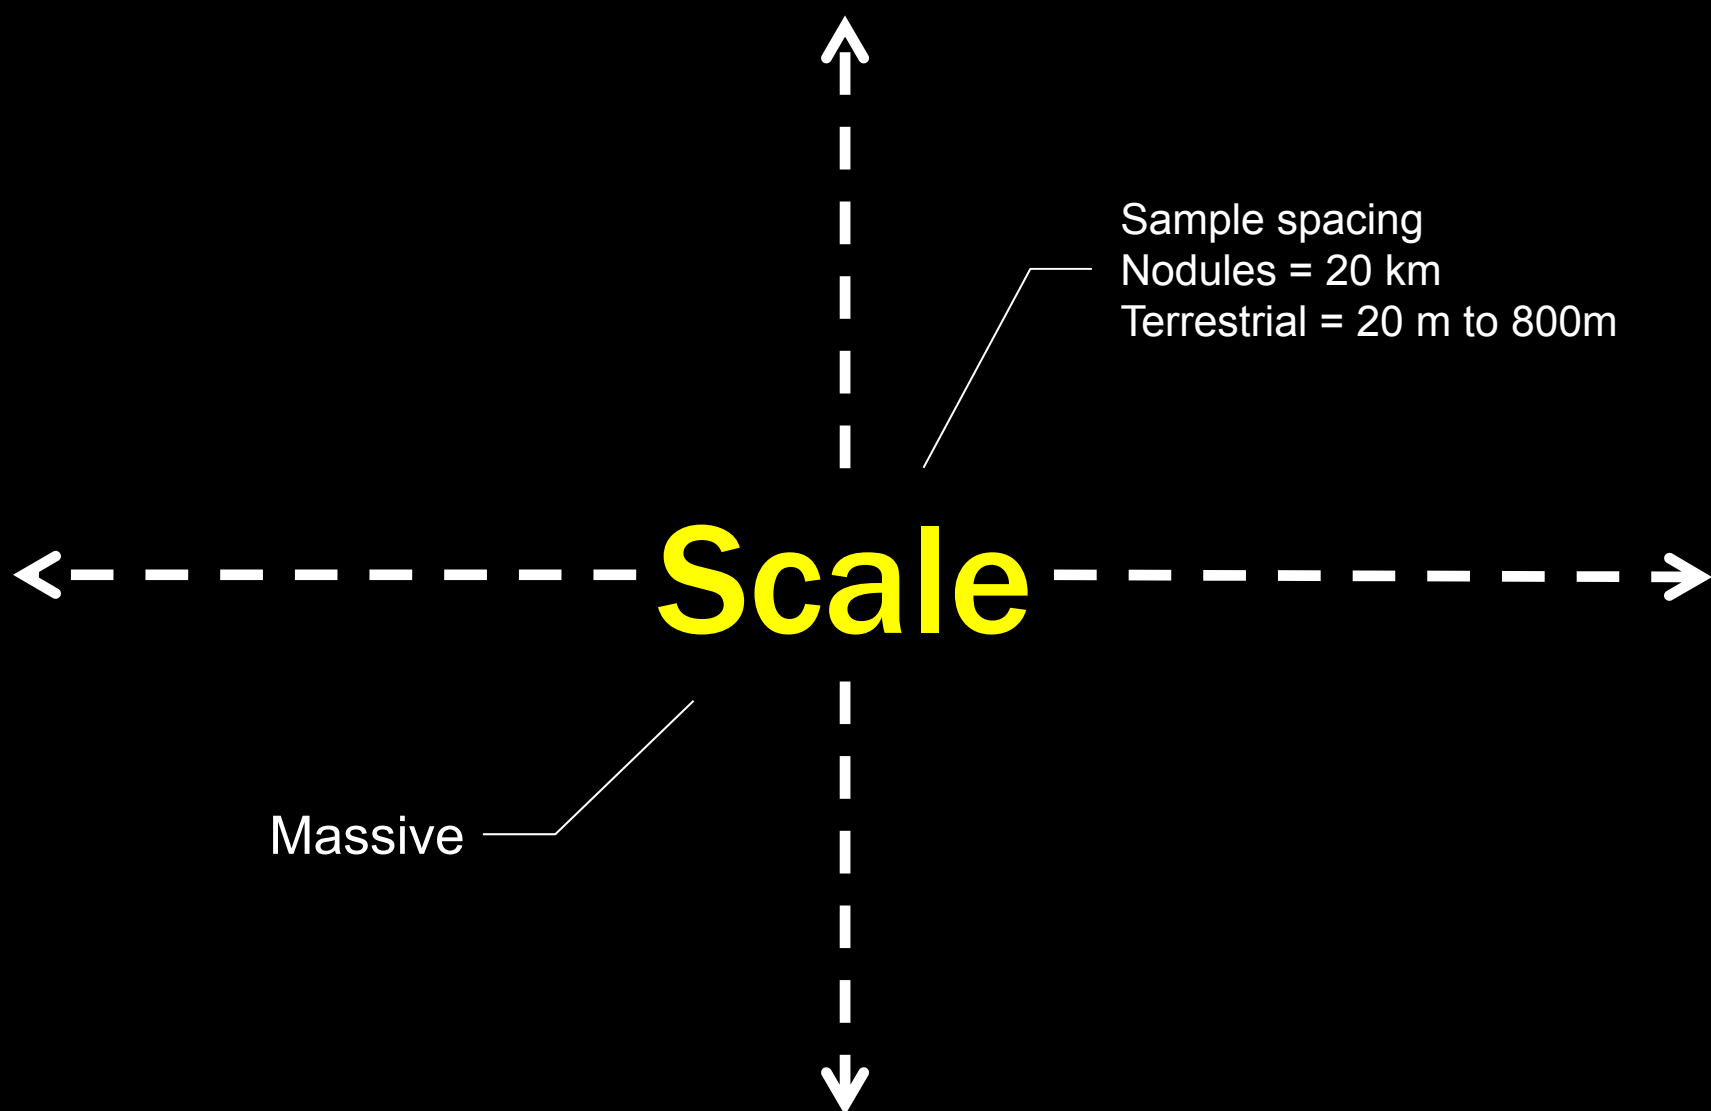 Sample spacing
Nodules = 20 km
Terrestrial = 20 m to 800m
Scale
Massive